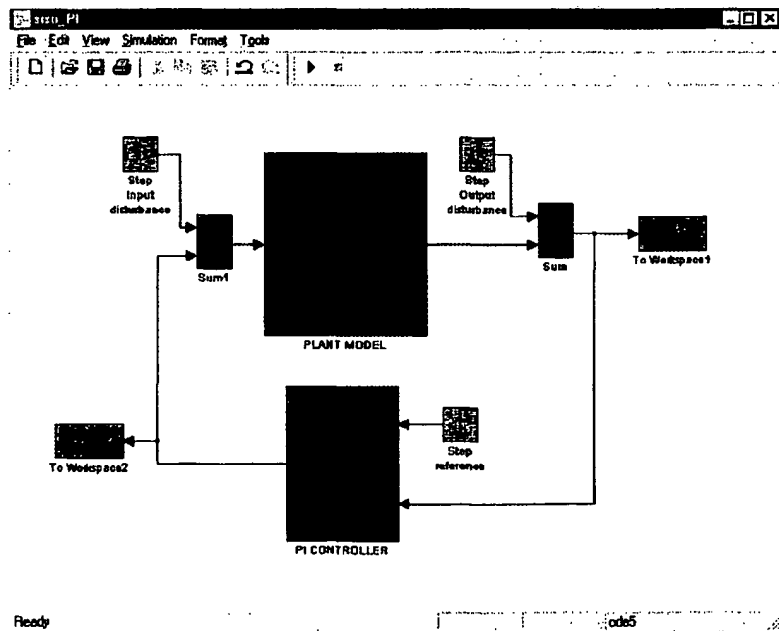 siso_PI
File Edit View Simulation Format Tools
Step
Input
disturbance
Step
Output
disturbance
Sum1
Sum
To Workspace1
PLANT MODEL
To Workspace2
Step
reference
PI CONTROLLER
Ready
ode5